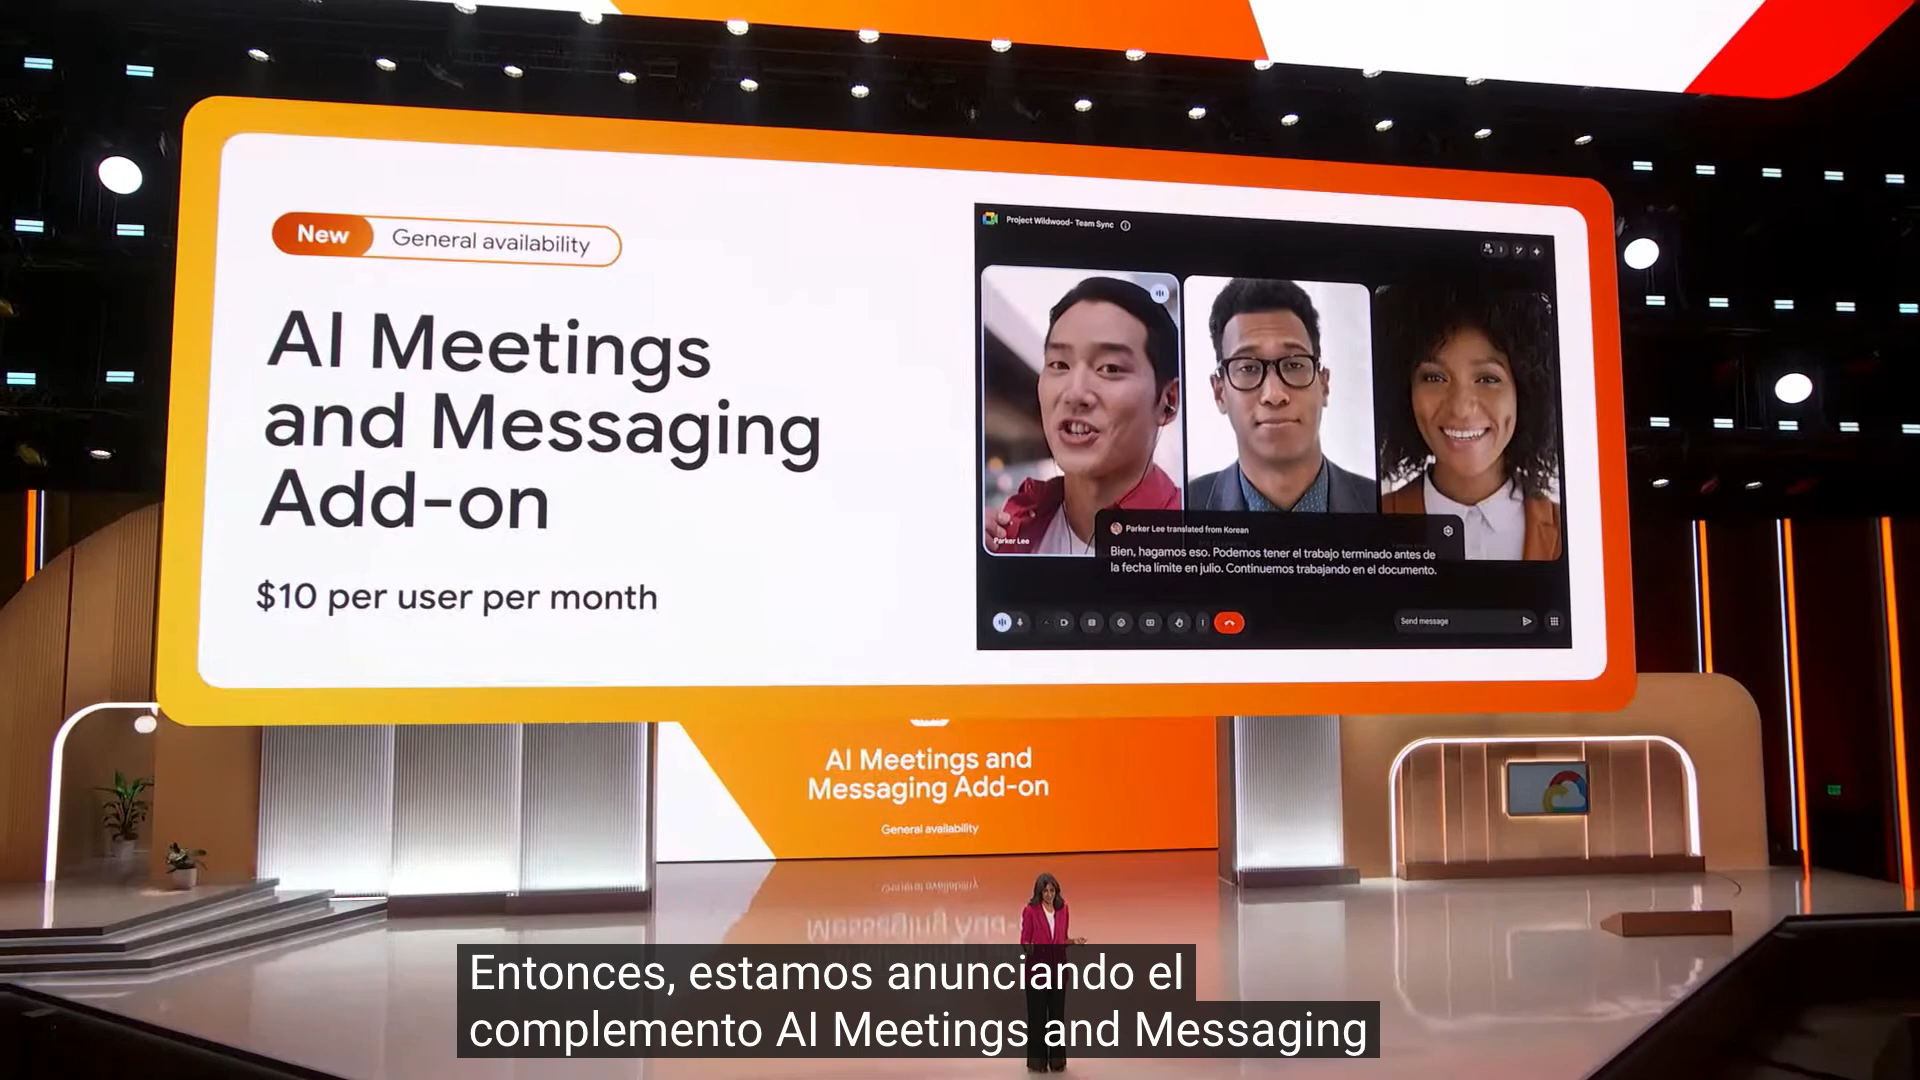 New General availability
AI Meetings
and Messaging
Add-on
$10 per user per month
Project Wildwood- Team Sync
Parker Lee
Parker Lee translated from Korean
Bien, hagamos eso. Podemos tener el trabajo terminado antes de
la fecha límite en julio. Continuemos trabajando en el documento.
Send message
AI Meetings and
Messaging Add-on
General availability
Entonces, estamos anunciando el
complemento AI Meetings and Messaging